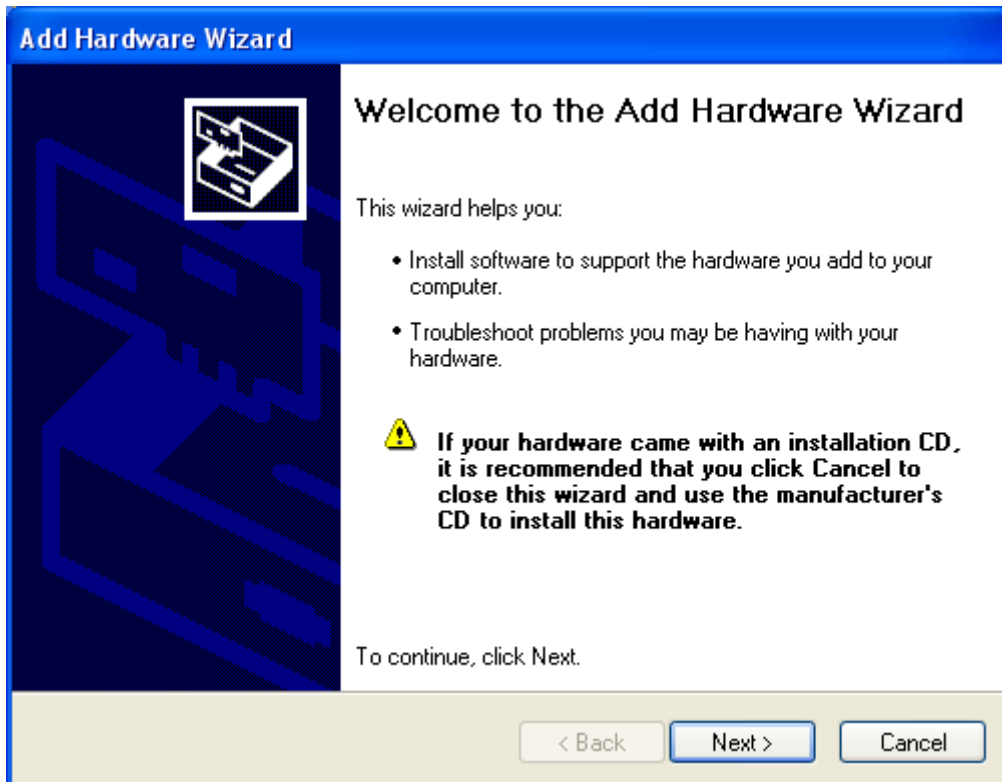 Add Hardware Wizard
Welcome to the Add Hardware Wizard
This wizard helps you:
• Install software to support the hardware you add to your
computer.
• Troubleshoot problems you may be having with your
hardware.
If your hardware came with an installation CD,
it is recommended that you click Cancel to
close this wizard and use the manufacturer's
CD to install this hardware.
To continue, click Next.
< Back Next > Cancel